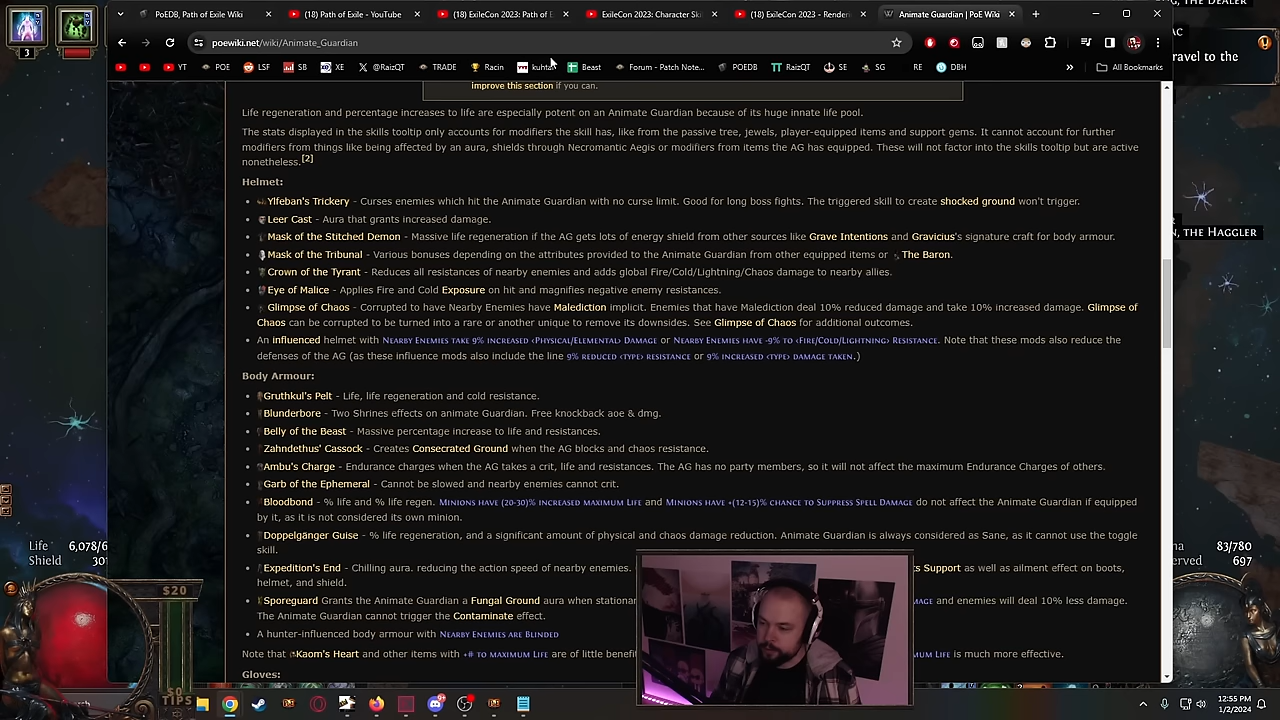 G, THE DEALER
PoEDB, Path of Exile Wiki
(18) Path of Exile - YouTube
(18) ExileCon 2023: Path of E
ExileCon 2023: Character Ski
(18) ExileCon 2023 - Renderi
Animate Guardian | PoE Wiki
3
poewiki.net/wiki/Animate_Guardian
AC
ravel to the
YT
POE
LSF
SB
XE
@RaizQT
TRADE
Racin
kuhta
Beast
Forum - Patch Note...
POEDB
RaizQT
SE
SG
RE
DBH
»
All Bookmarks
Improve this section if you can.
Life regeneration and percentage increases to life are especially potent on an Animate Guardian because of its huge innate life pool.
The stats displayed in the skills tooltip only accounts for modifiers the skill has, like from the passive tree, jewels, player-equipped items and support gems. It cannot account for further
modifiers from things like being affected by an aura, shields through Necromantic Aegis or modifiers from items the AG has equipped. These will not factor into the skills tooltip but are active
nonetheless.[2]
Helmet:
Ylfeban's Trickery - Curses enemies which hit the Animate Guardian with no curse limit. Good for long boss fights. The triggered skill to create shocked ground won't trigger.
Leer Cast - Aura that grants increased damage.
Mask of the Stitched Demon - Massive life regeneration if the AG gets lots of energy shield from other sources like Grave Intentions and Gravicius's signature craft for body armour.
N, THE HAGGLER
Mask of the Tribunal - Various bonuses depending on the attributes provided to the Animate Guardian from other equipped items or The Baron.
Crown of the Tyrant - Reduces all resistances of nearby enemies and adds global Fire/Cold/Lightning/Chaos damage to nearby allies.
Eye of Malice - Applies Fire and Cold Exposure on hit and magnifies negative enemy resistances.
Glimpse of Chaos - Corrupted to have Nearby Enemies have Malediction implicit. Enemies that have Malediction deal 10% reduced damage and take 10% increased damage. Glimpse of
Chaos can be corrupted to be turned into a rare or another unique to remove its downsides. See Glimpse of Chaos for additional outcomes.
An influenced helmet with Nearby Enemies take 9% increased ‹Physical/Elemental› Damage or Nearby Enemies have -9% to ‹Fire/Cold/Lightning› Resistance. Note that these mods also reduce the
defenses of the AG (as these influence mods also include the line 9% reduced ‹type› resistance or 9% increased ‹type› damage taken.)
Body Armour:
Gruthkul's Pelt - Life, life regeneration and cold resistance.
Blunderbore - Two Shrines effects on animate Guardian. Free knockback aoe & dmg.
Belly of the Beast - Massive percentage increase to life and resistances.
Zahndethus' Cassock - Creates Consecrated Ground when the AG blocks and chaos resistance.
Ambu's Charge - Endurance charges when the AG takes a crit, life and resistances. The AG has no party members, so it will not affect the maximum Endurance Charges of others.
Garb of the Ephemeral - Cannot be slowed and nearby enemies cannot crit.
Bloodbond - % life and % life regen. Minions have (20-30)% increased maximum Life and Minions have +(12-15)% chance to Suppress Spell Damage do not affect the Animate Guardian if equipped
by it, as it is not considered its own minion.
Doppelgänger Guise - % life regeneration, and a significant amount of physical and chaos damage reduction. Animate Guardian is always considered as Sane, as it cannot use the toggle
skill.
Life 6,078/6
Shield 30
na 83/780
erved 697
Expedition's End - Chilling aura. reducing the action speed of nearby enemies. ts Support as well as ailment effect on boots,
helmet, and shield.
$20
Sporeguard Grants the Animate Guardian a Fungal Ground aura when stationar mage and enemies will deal 10% less damage.
The Animate Guardian cannot trigger the Contaminate effect.
A hunter-influenced body armour with Nearby Enemies are Blinded
Note that Kaom's Heart and other items with +# to maximum Life are of little benefit um Life is much more effective.
Gloves:
$0
TIPS
rch
12:55 PM
1/2/2024